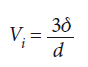 V_i = 3δ/d